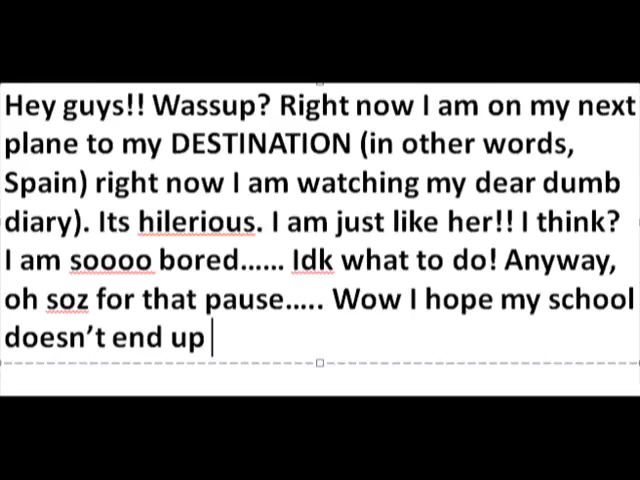 Hey guys!! Wassup? Right now I am on my next
plane to my DESTINATION (in other words,
Spain) right now I am watching my dear dumb
diary). Its hilerious. I am just like her!! I think?
I am soooo bored...... Idk what to do! Anyway,
oh soz for that pause..... Wow I hope my school
doesn’t end up